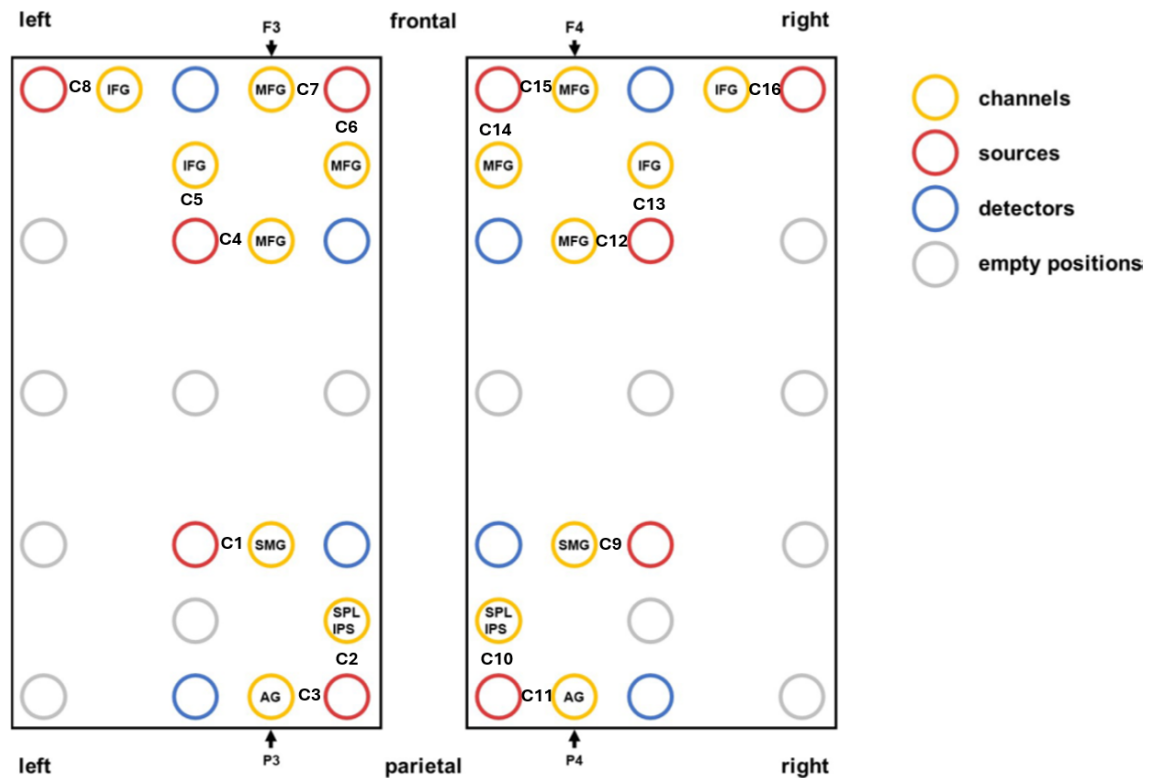 left frontal right
F3 F4
C8 IFG MFG C7 C15 MFG IFG C16
channels
C6 C14
sources
IFG MFG MFG IFG
C5 C13
detectors
C4 MFG MFG C12
empty positions
C1 SMG SMG C9
SPL SPL
IPS IPS
C2 C10
AG C3 C11 AG
P3 P4
left parietal right